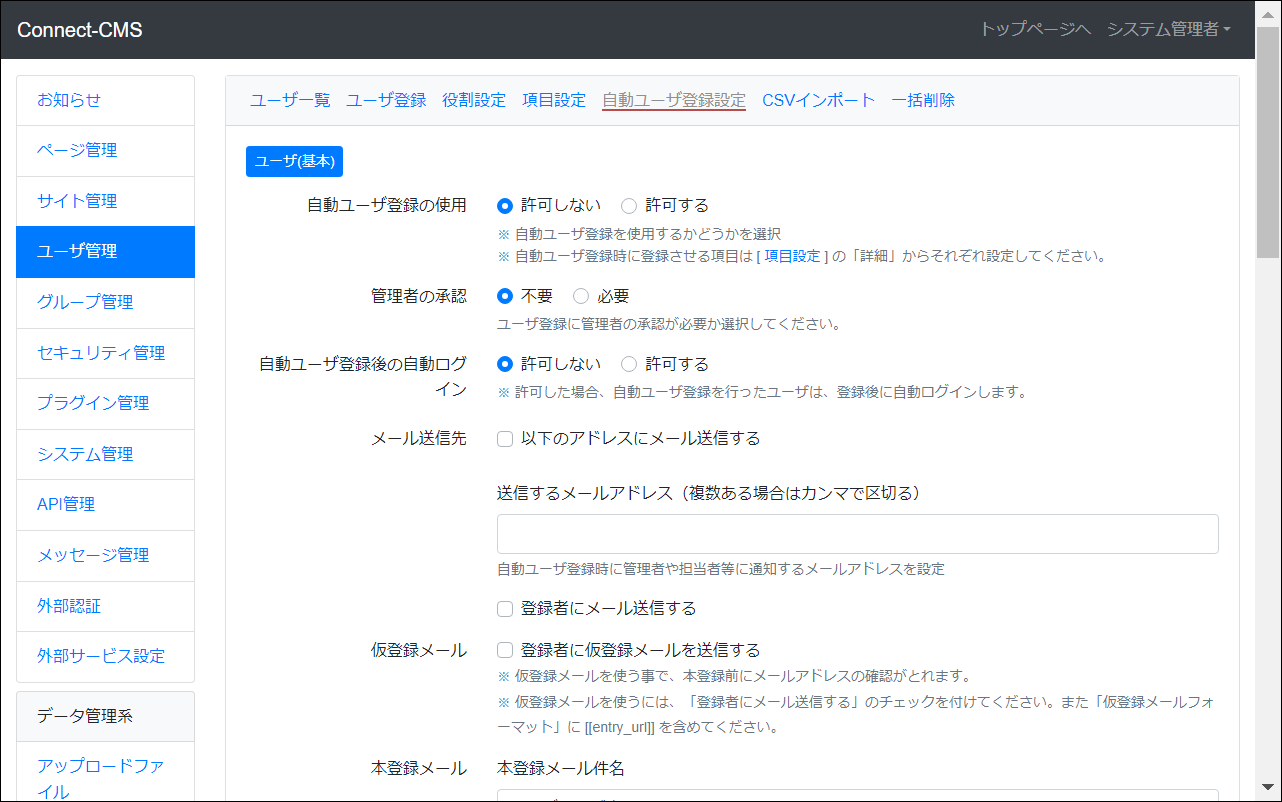 Connect-CMS
トップページへ システム管理者
お知らせ
ページ管理
サイト管理
ユーザ管理
グループ管理
セキュリティ管理
プラグイン管理
システム管理
API管理
メッセージ管理
外部認証
外部サービス設定
データ管理系
アップロードファ
イル
ユーザ一覧 ユーザ登録 役割設定 項目設定 自動ユーザ登録設定 CSVインポート 一括削除
ユーザ(基本)
自動ユーザ登録の使用 許可しない 許可する
※ 自動ユーザ登録を使用するかどうかを選択
※ 自動ユーザ登録時に登録させる項目は [ 項目設定 ] の「詳細」からそれぞれ設定してください。
管理者の承認 不要 必要
ユーザ登録に管理者の承認が必要か選択してください。
自動ユーザ登録後の自動ログ
イン
許可しない 許可する
※ 許可した場合、自動ユーザ登録を行ったユーザは、登録後に自動ログインします。
メール送信先 以下のアドレスにメール送信する
送信するメールアドレス（複数ある場合はカンマで区切る）
自動ユーザ登録時に管理者や担当者等に通知するメールアドレスを設定
登録者にメール送信する
仮登録メール 登録者に仮登録メールを送信する
※ 仮登録メールを使う事で、本登録前にメールアドレスの確認がとれます。
※ 仮登録メールを使うには、「登録者にメール送信する」のチェックを付けてください。また「仮登録メールフォ
ーマット」に [[entry_url]] を含めてください。
本登録メール 本登録メール件名